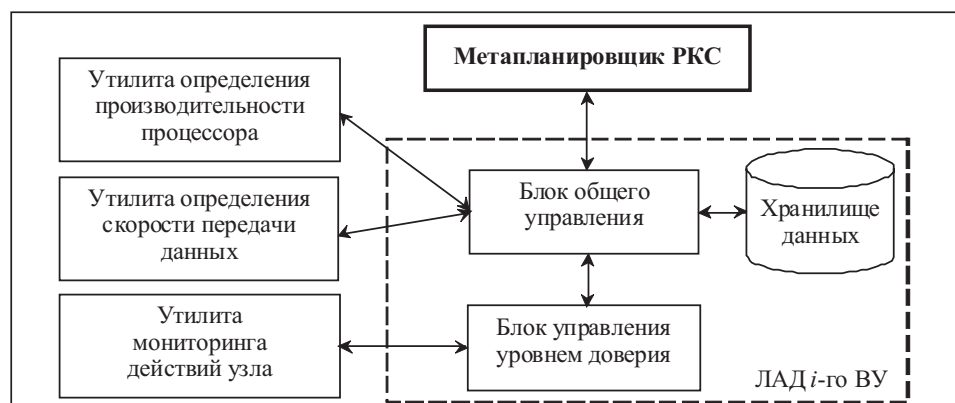 Метапланировщик РКС
Утилита определения
производительности
процессора
Утилита определения
скорости передачи
данных
Утилита
мониторинга
действий узла
Блок общего
управления
Хранилище
данных
Блок управления
уровнем доверия
ЛАД i-го ВУ